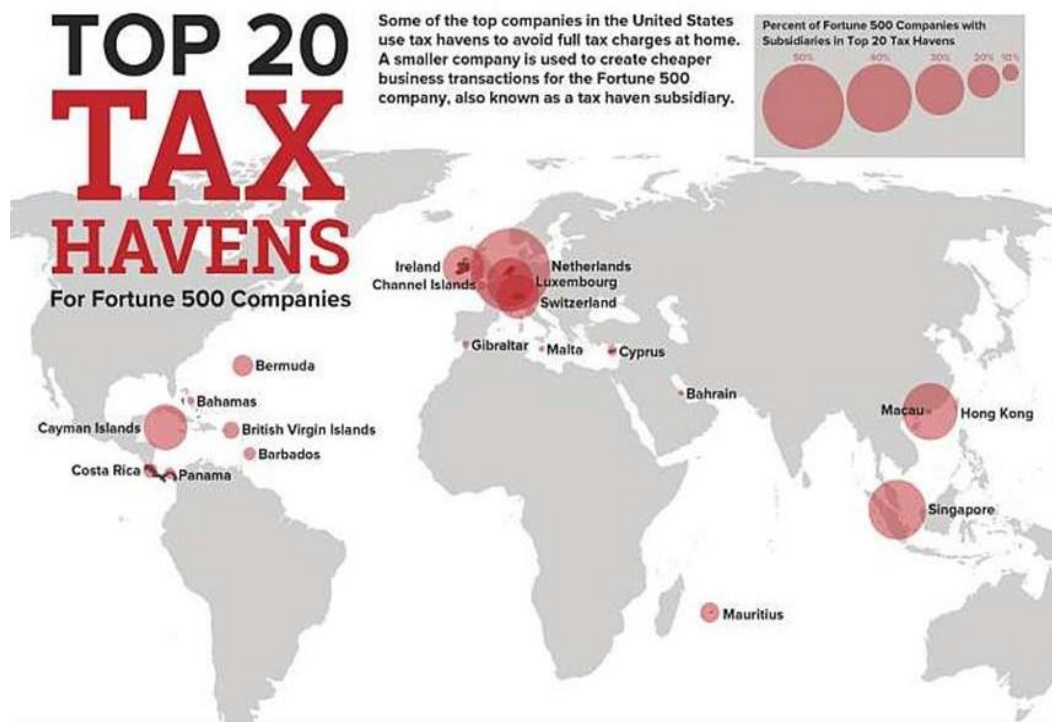 TOP 20
TAX
HAVENS
For Fortune 500 Companies
Some of the top companies in the United States
use tax havens to avoid full tax charges at home.
A smaller company is used to create cheaper
business transactions for the Fortune 500
company, also known as a tax haven subsidiary.
Percent of Fortune 500 Companies with
Subsidiaries in Top 20 Tax Havens
50% 40% 30% 20% 10%
Ireland
Channel Islands
Netherlands
Luxembourg
Switzerland
Gibraltar
Malta
Cyprus
Bermuda
Bahamas
Bahrain
Cayman Islands
British Virgin Islands
Macau
Hong Kong
Barbados
Costa Rica
Panama
Singapore
Mauritius